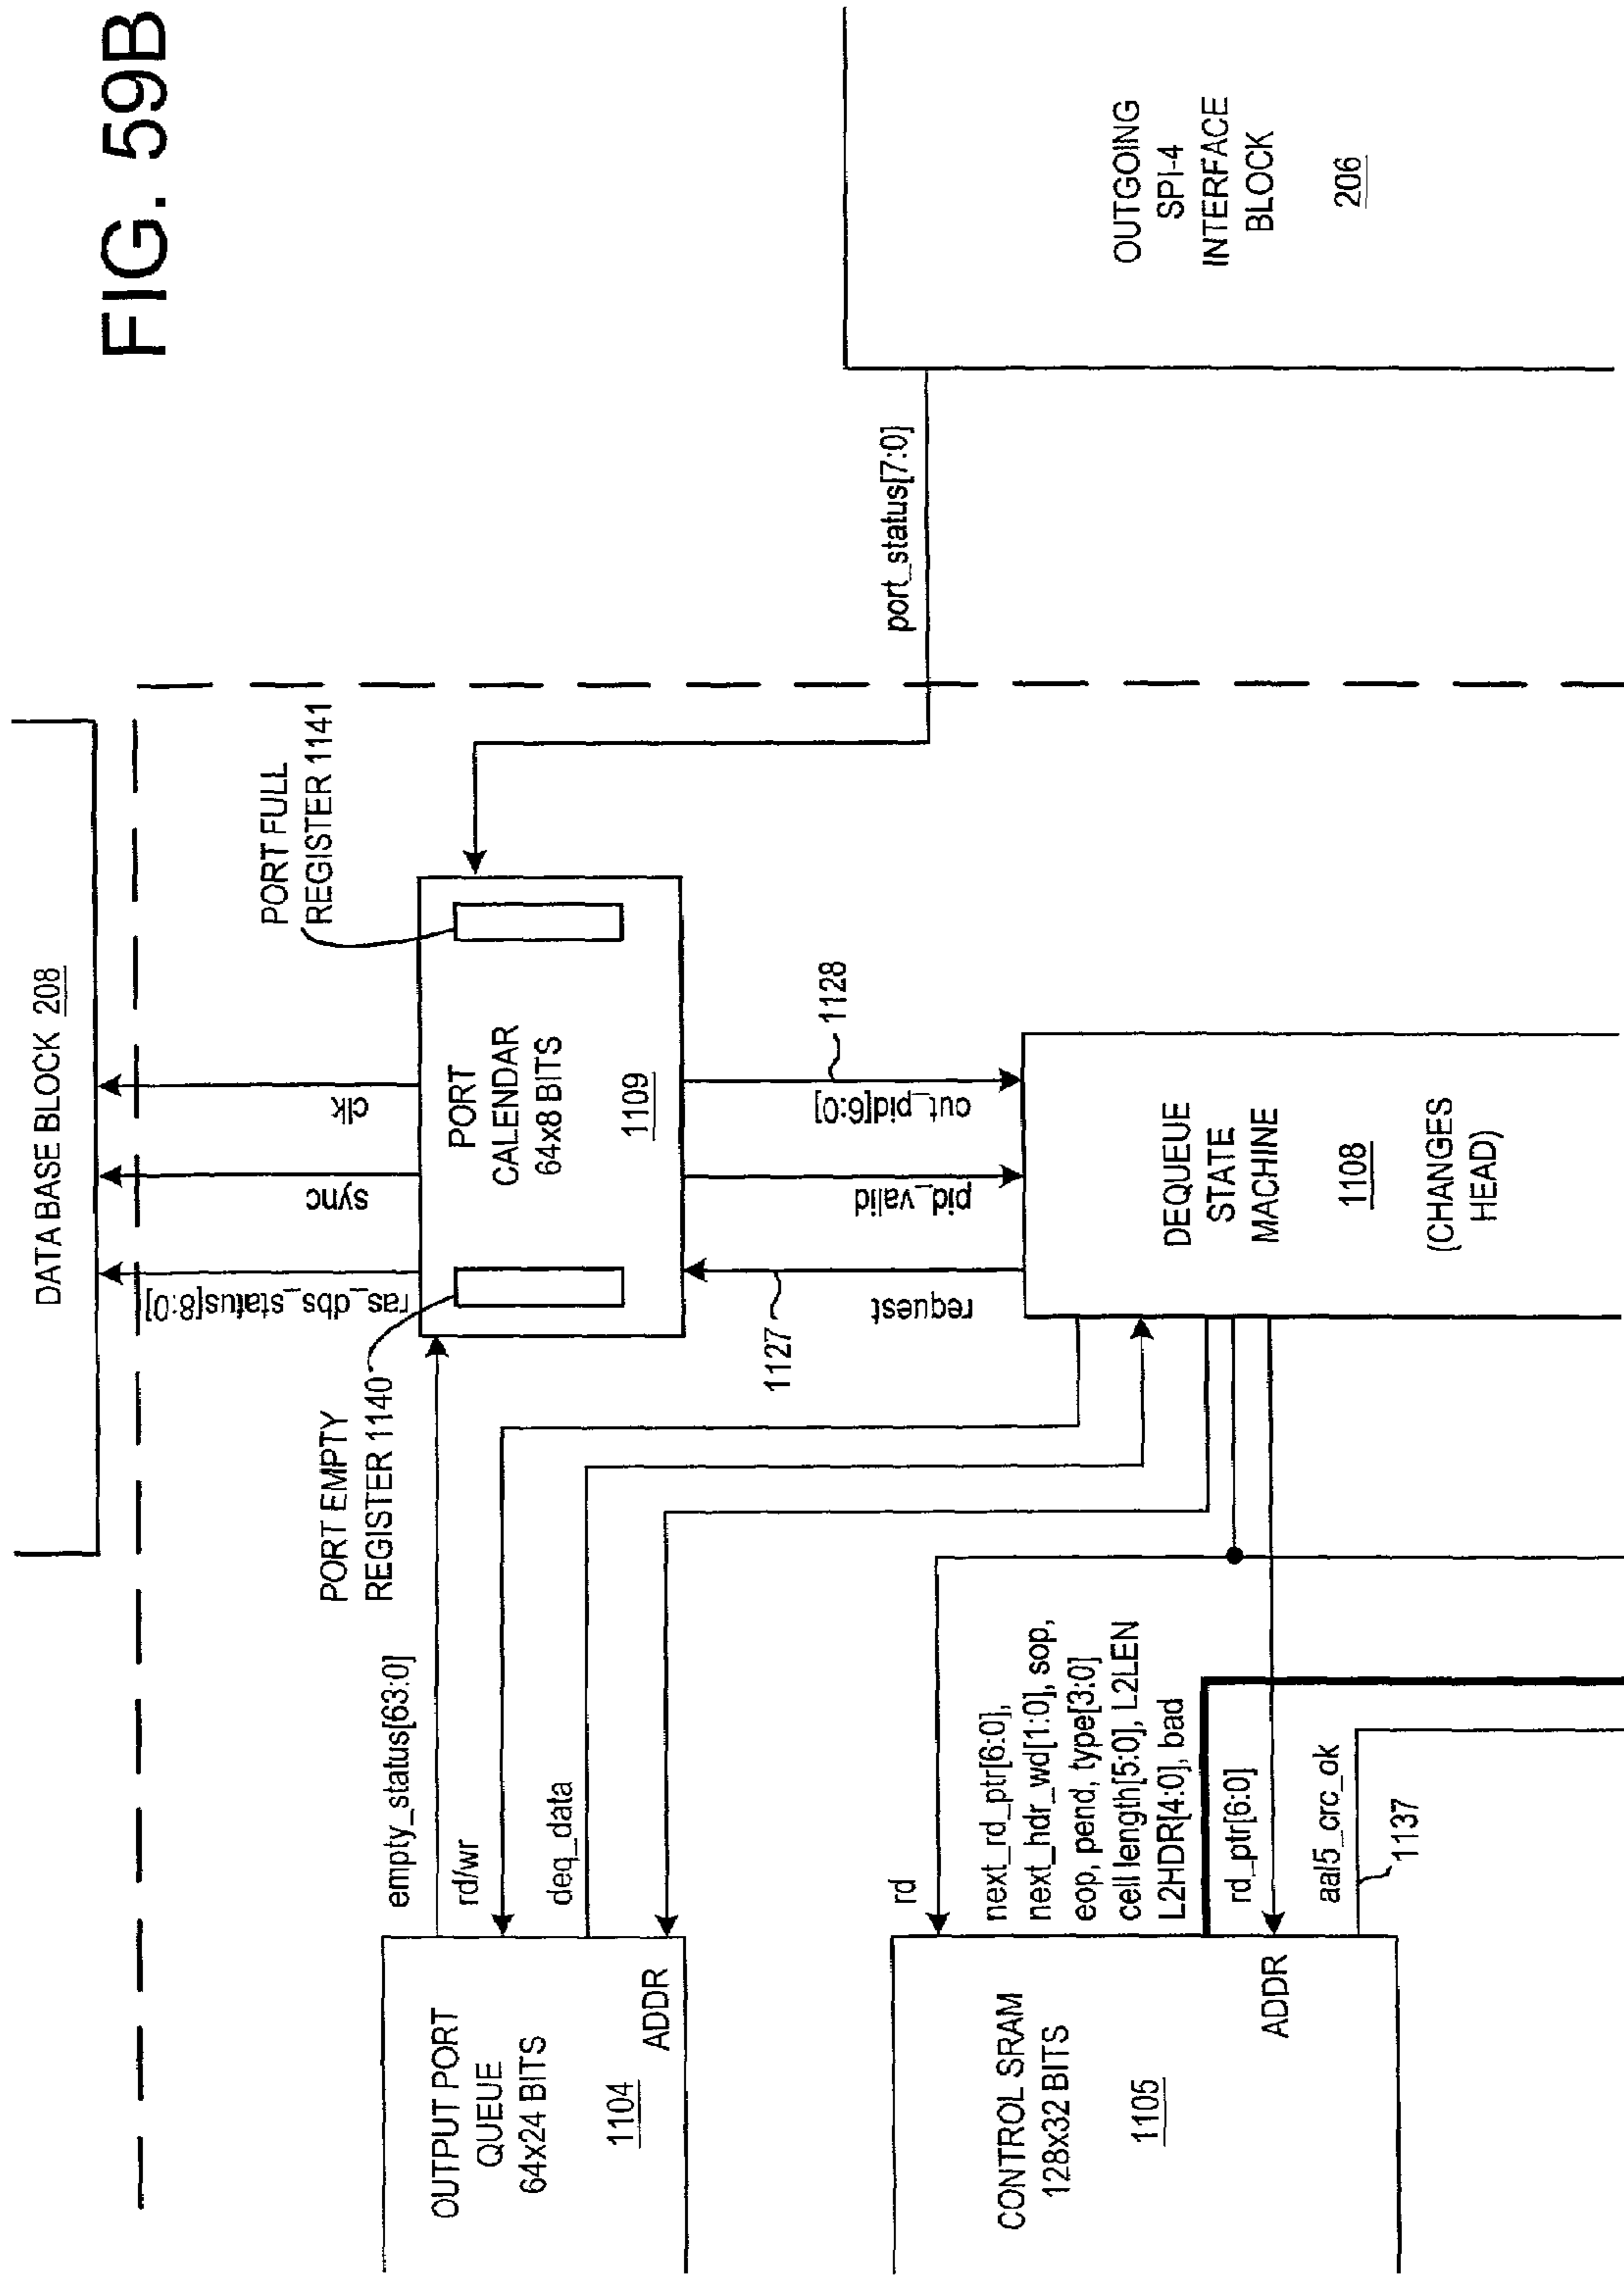 FIG. 59B
DATA BASE BLOCK 208
ras_dbs_status[8:0]
sync
clk
PORT EMPTY
REGISTER 1140
PORT FULL
REGISTER 1141
PORT
CALENDAR
64x8 BITS
1109
empty_status[63:0]
rd/wr
deq_data
OUTPUT PORT
QUEUE
64x24 BITS
1104
ADDR
port_status[7:0]
OUTGOING
SPI-4
INTERFACE
BLOCK
206
1127
request
pid_valid
out_pid[6:0]
1128
DEQUEUE
STATE
MACHINE
1108
(CHANGES
HEAD)
rd
next_rd_ptr[6:0],
next_hdr_wd[1:0], sop,
eop, pend, type[3:0]
cell length[5:0], L2LEN
L2HDR[4:0], bad
rd_ptr[6:0]
aal5_crc_ok
1137
CONTROL SRAM
128x32 BITS
1105
ADDR